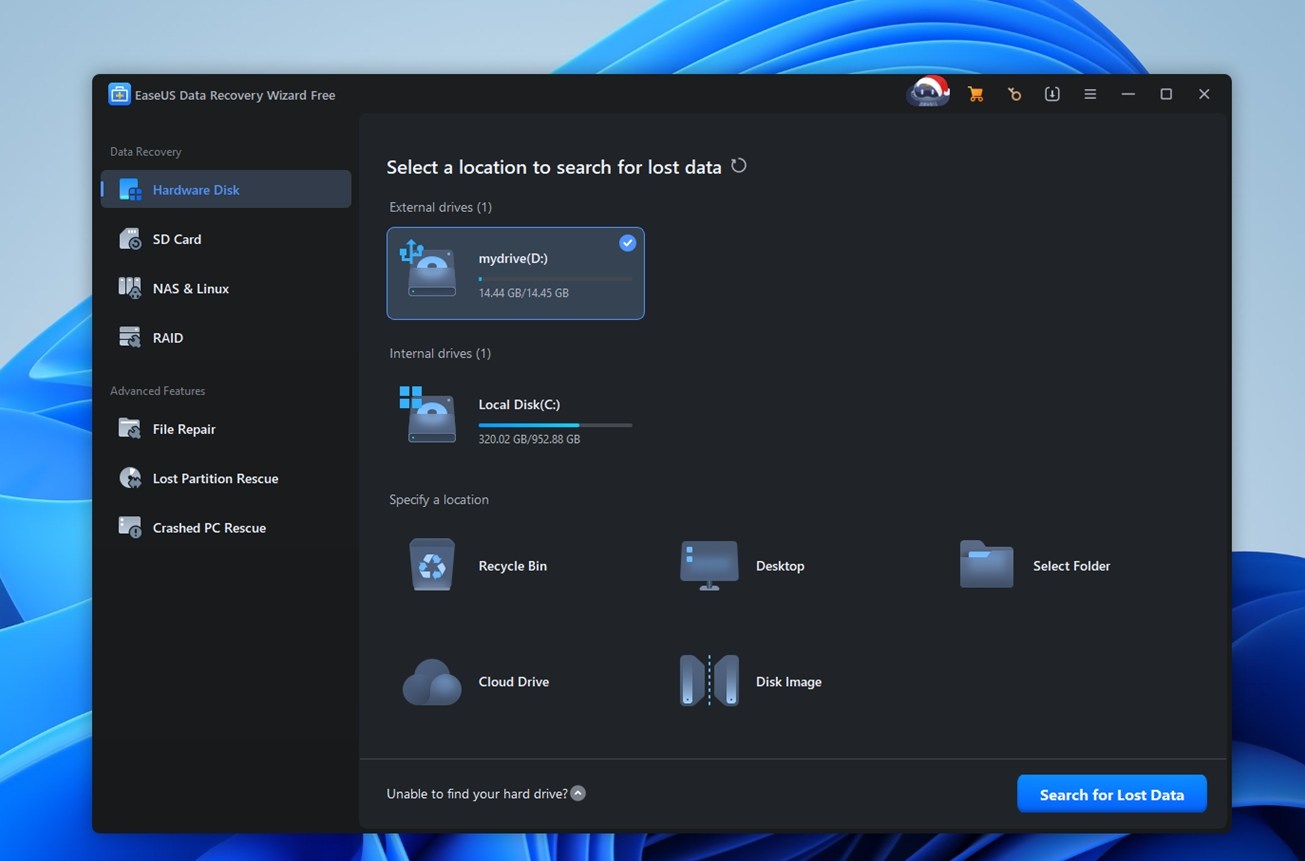 EaseUS Data Recovery Wizard Free
Data Recovery
Hardware Disk
SD Card
NAS & Linux
RAID
Advanced Features
File Repair
Lost Partition Rescue
Crashed PC Rescue
Select a location to search for lost data
External drives (1)
mydrive(D:)
14.44 GB/14.45 GB
Internal drives (1)
Local Disk(C:)
320.02 GB/952.88 GB
Specify a location
Recycle Bin
Desktop
Select Folder
Cloud Drive
Disk Image
Unable to find your hard drive?
Search for Lost Data